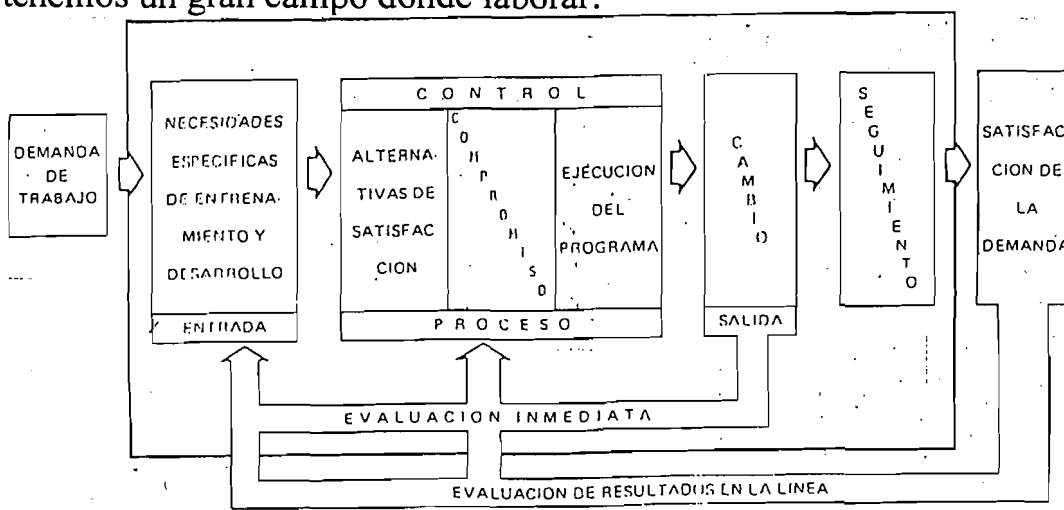 tenemos un gran campo donde laborar.
DEMANDA
DE
TRABAJO
NECESIDADES
ESPECIFICAS
DE ENTRENA-
MIENTO Y
DESARROLLO
ENTRADA
CONTROL
ALTERNA-
TIVAS DE
SATISFAC
CION
COMPROMISO
EJECUCION
DEL
PROGRAMA
PROCESO
CAMBIO
SALIDA
SEGUIMIENTO
SATISFAC
CION DE
LA
DEMANDA
EVALUACION INMEDIATA
EVALUACION DE RESULTADOS EN LA LINEA